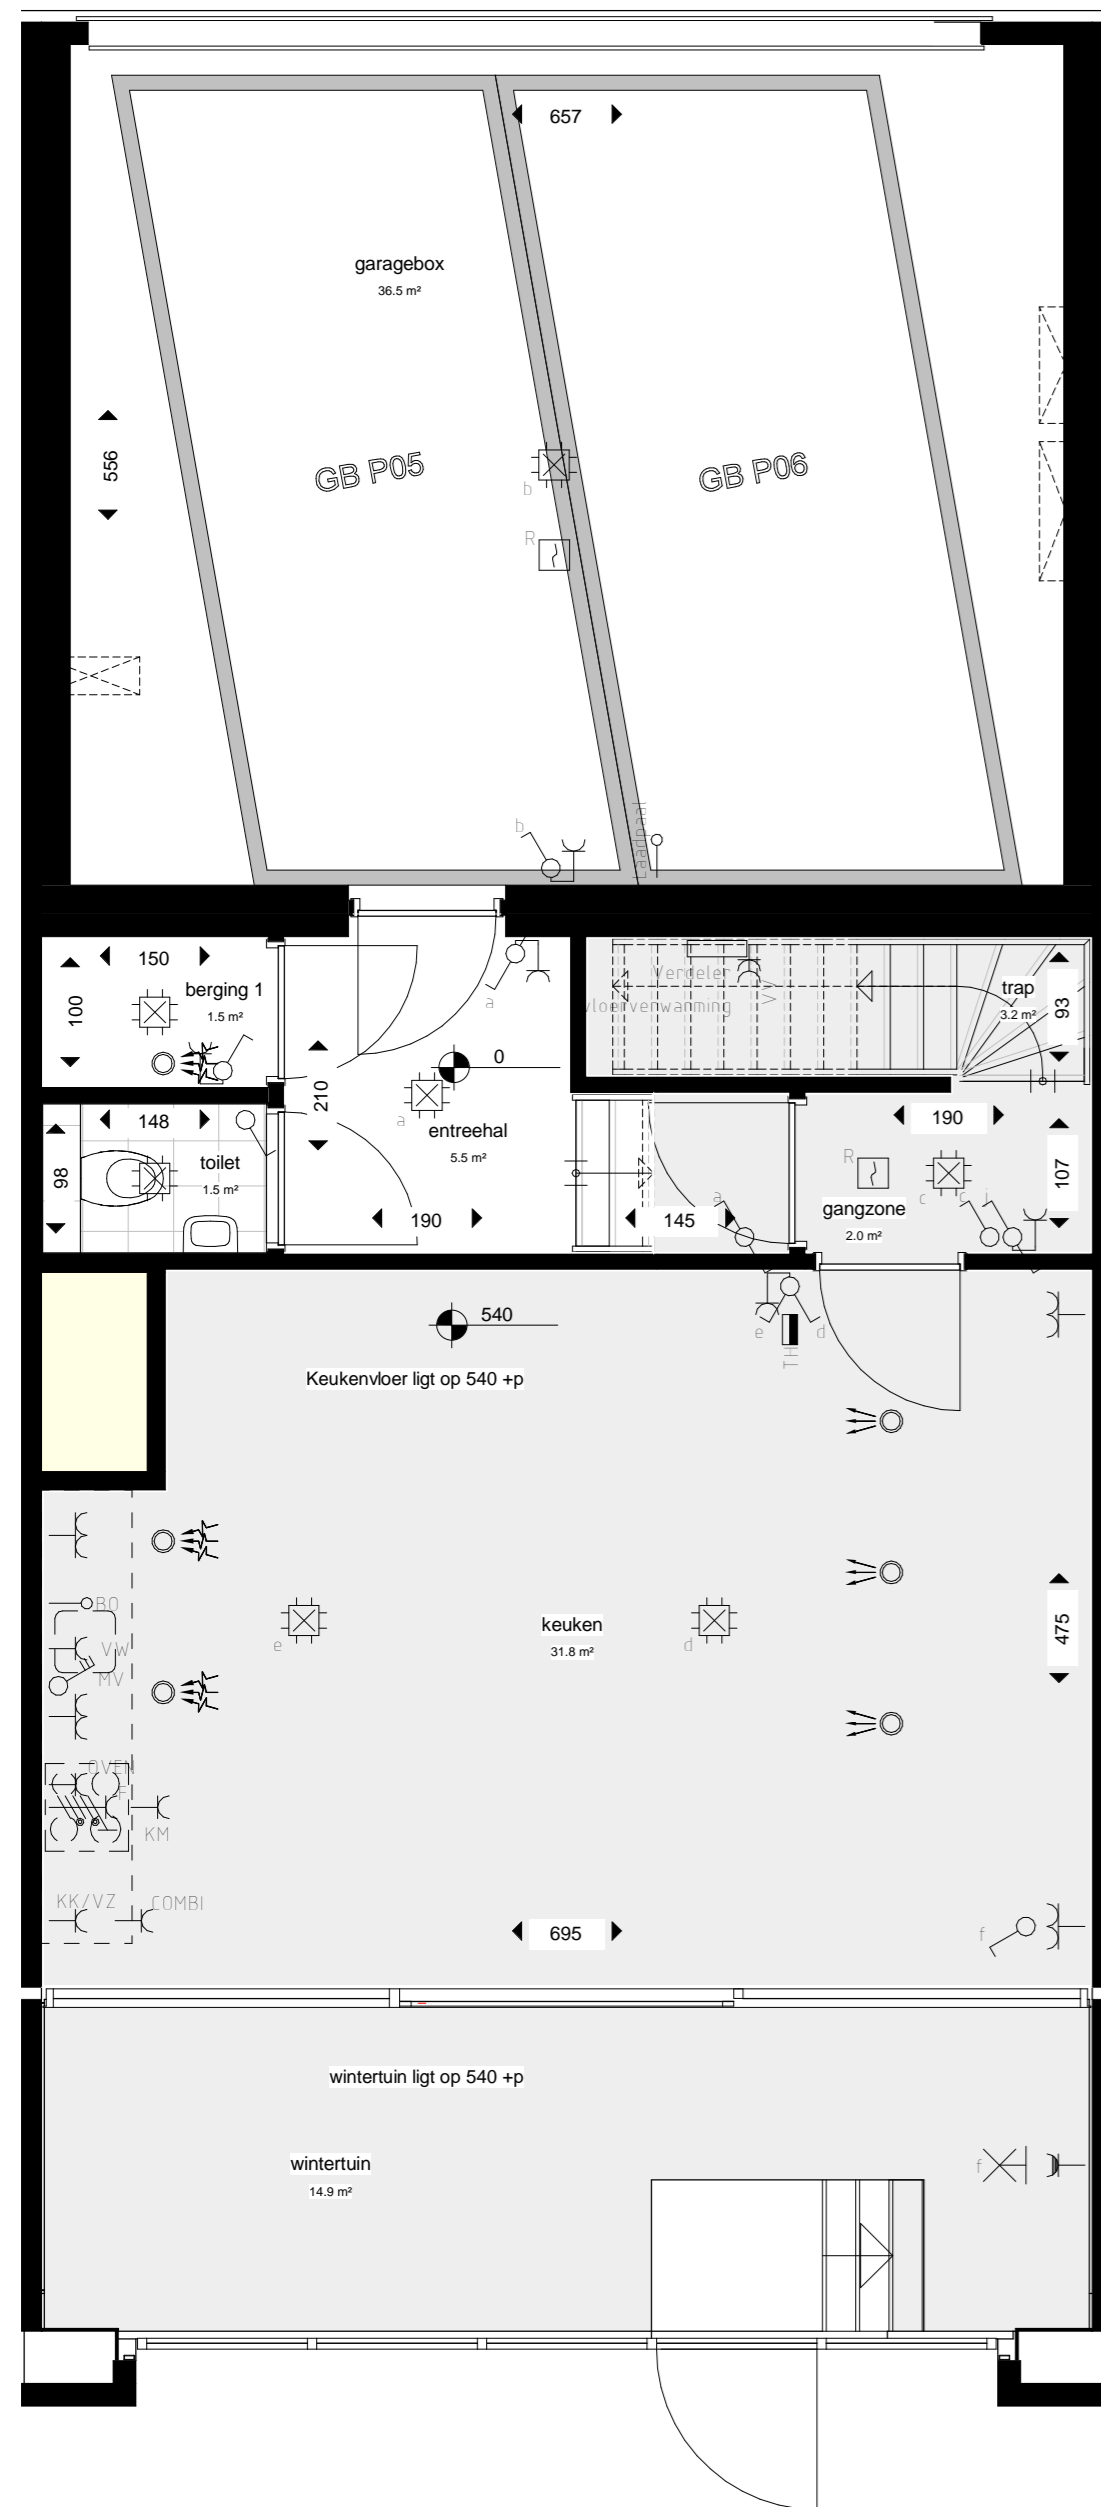 657
garagebox
36.5 m²
556
GB P05
GB P06
b
R
b
Laadpaal
150
100
berging 1
1.5 m²
a
0
210
a
entreehal
5.5 m²
190
Verdeler
vloerverwarming
VV
trap
3.2 m²
93
148
98
toilet
1.5 m²
145
a
190
107
R
c
c
i
gangzone
2.0 m²
540
Keukenvloer ligt op 540 +p
e
d
TH
BO
VW
MV
e
keuken
31.8 m²
d
475
OVEN
KM
KK/VZ
COMBI
695
f
wintertuin ligt op 540 +p
wintertuin
14.9 m²
f